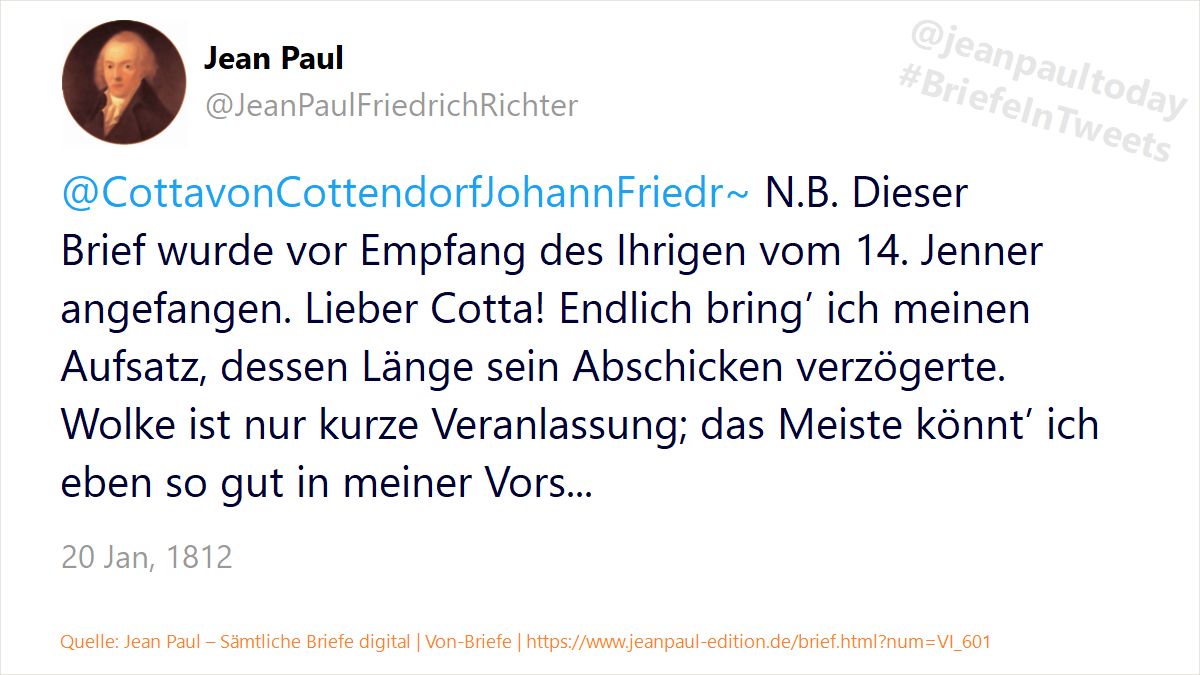 Jean Paul
@JeanPaulFriedrichRichter
@jeanpaultoday
#BriefeInTweets
@CottavonCottendorfJohannFriedr~ N.B. Dieser
Brief wurde vor Empfang des Ihrigen vom 14. Jenner
angefangen. Lieber Cotta! Endlich bring’ ich meinen
Aufsatz, dessen Länge sein Abschicken verzögerte.
Wolke ist nur kurze Veranlassung; das Meiste könnt’ ich
eben so gut in meiner Vors...
20 Jan, 1812
Quelle: Jean Paul – Sämtliche Briefe digital | Von-Briefe | https://www.jeanpaul-edition.de/brief.html?num=VI_601